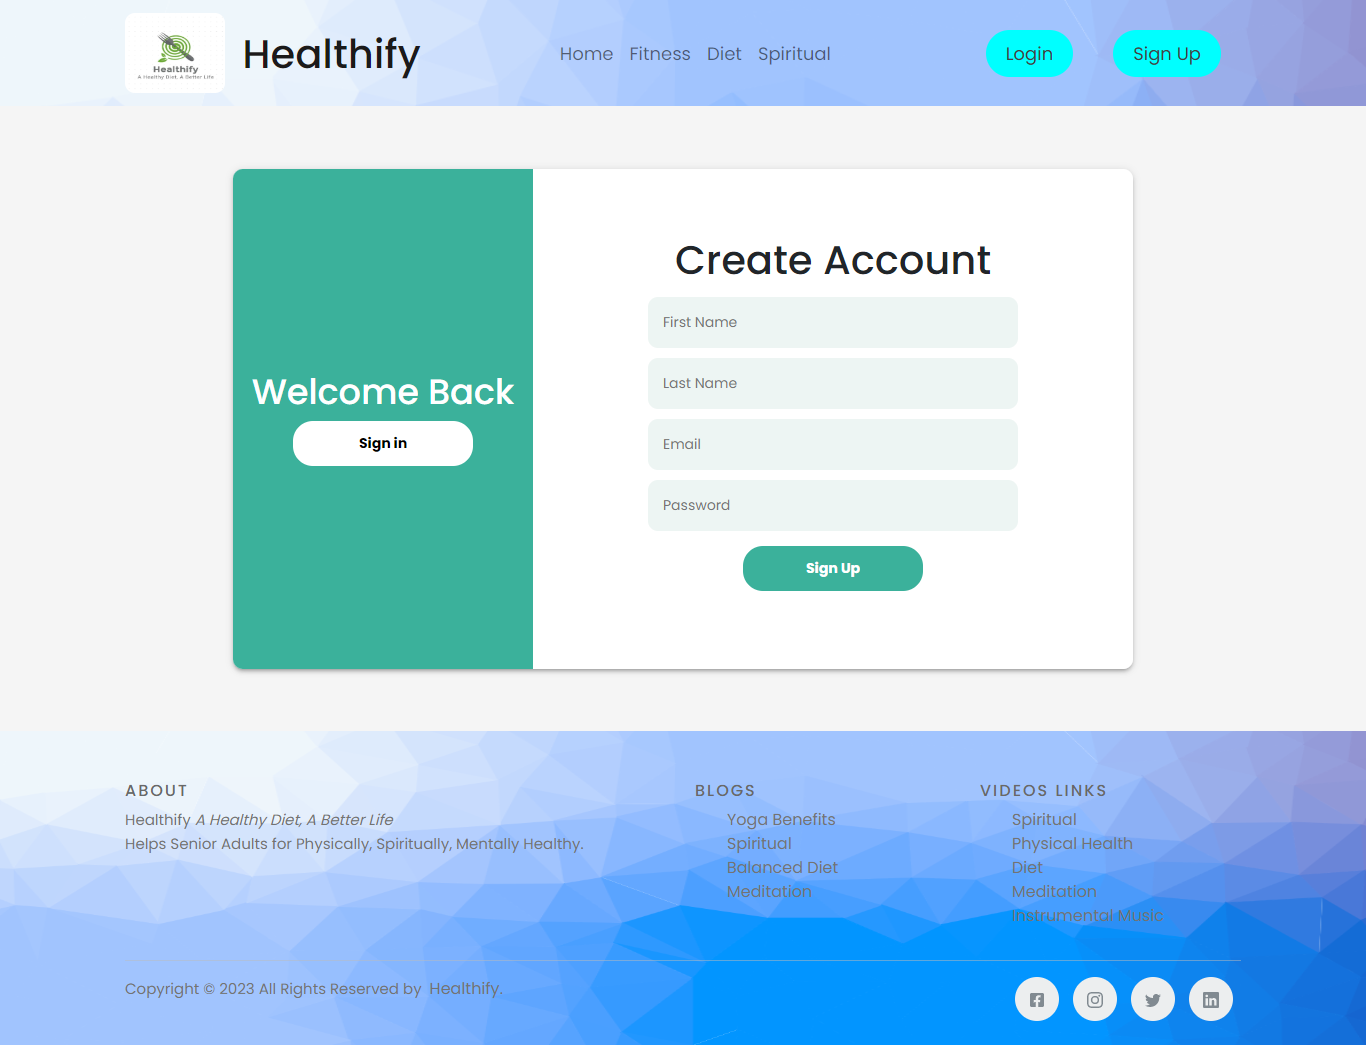 Healthify
A Healthy Diet, A Better Life
Healthify
Home Fitness Diet Spiritual
Login
Sign Up
Welcome Back
Sign in
Create Account
First Name
Last Name
Email
Password
Sign Up
ABOUT
Healthify A Healthy Diet, A Better Life
Helps Senior Adults for Physically, Spiritually, Mentally Healthy.
BLOGS
Yoga Benefits
Spiritual
Balanced Diet
Meditation
VIDEOS LINKS
Spiritual
Physical Health
Diet
Meditation
Instrumental Music
Copyright © 2023 All Rights Reserved by Healthify.